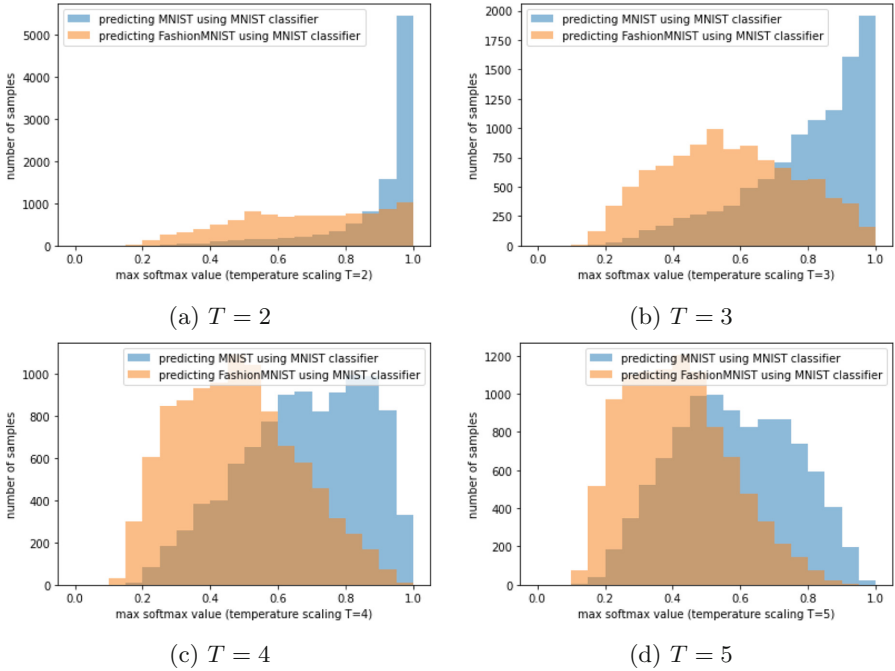 predicting MNIST using MNIST classifier
predicting FashionMNIST using MNIST classifier
number of samples
5000
4000
3000
2000
1000
0
0.0 0.2 0.4 0.6 0.8 1.0
max softmax value (temperature scaling T=2)
(a) T = 2
predicting MNIST using MNIST classifier
predicting FashionMNIST using MNIST classifier
number of samples
2000
1750
1500
1250
1000
750
500
250
0
0.0 0.2 0.4 0.6 0.8 1.0
max softmax value (temperature scaling T=3)
(b) T = 3
predicting MNIST using MNIST classifier
predicting FashionMNIST using MNIST classifier
number of samples
1000
800
600
400
200
0
0.0 0.2 0.4 0.6 0.8 1.0
max softmax value (temperature scaling T=4)
(c) T = 4
predicting MNIST using MNIST classifier
predicting FashionMNIST using MNIST classifier
number of samples
1200
1000
800
600
400
200
0
0.0 0.2 0.4 0.6 0.8 1.0
max softmax value (temperature scaling T=5)
(d) T = 5